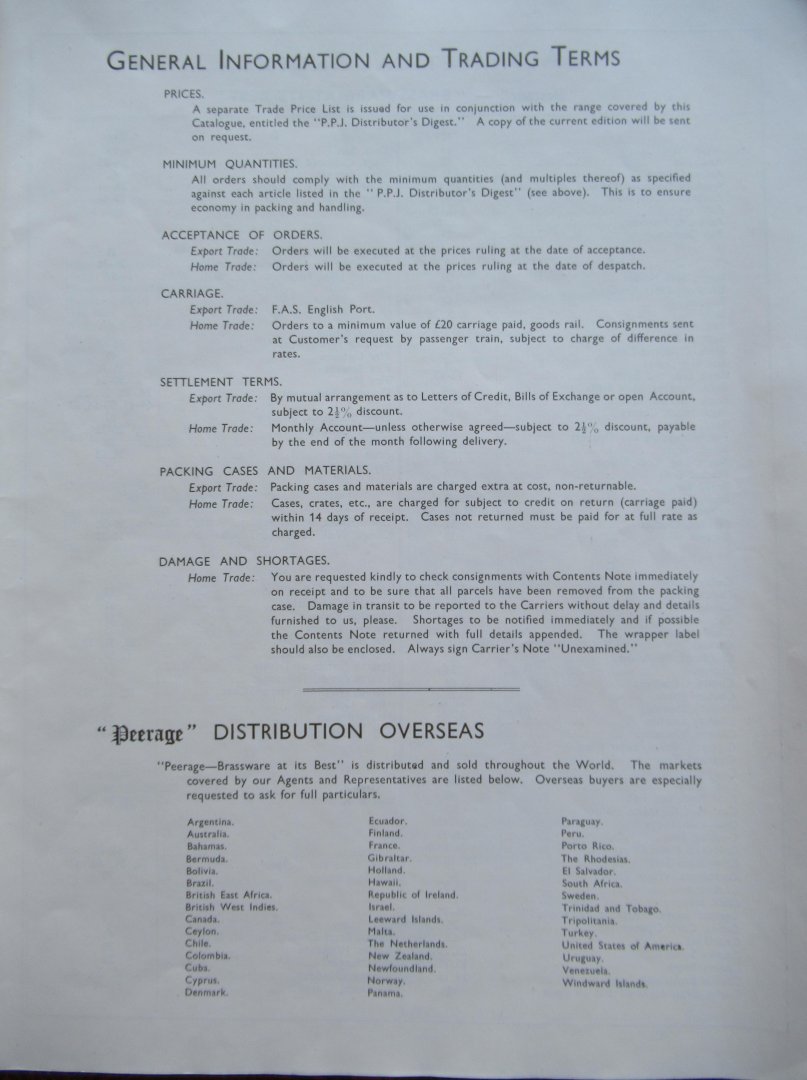 GENERAL INFORMATION AND TRADING TERMS
PRICES.
A separate Trade Price List is issued for use in conjunction with the range covered by this
Catalogue, entitled the "P.P.J. Distributor's Digest." A copy of the current edition will be sent
on request.
MINIMUM QUANTITIES.
All orders should comply with the minimum quantities (and multiples thereof) as specified
against each article listed in the " P.P.J. Distributor's Digest" (see above). This is to ensure
economy in packing and handling.
ACCEPTANCE OF ORDERS.
Export Trade: Orders will be executed at the prices ruling at the date of acceptance.
Home Trade: Orders will be executed at the prices ruling at the date of despatch.
CARRIAGE.
Export Trade: F.A.S. English Port.
Home Trade: Orders to a minimum value of £20 carriage paid, goods rail. Consignments sent
at Customer's request by passenger train, subject to charge of difference in
rates.
SETTLEMENT TERMS.
Export Trade: By mutual arrangement as to Letters of Credit, Bills of Exchange or open Account,
subject to 2½% discount.
Home Trade: Monthly Account—unless otherwise agreed—subject to 2½% discount, payable
by the end of the month following delivery.
PACKING CASES AND MATERIALS.
Export Trade: Packing cases and materials are charged extra at cost, non-returnable.
Home Trade: Cases, crates, etc., are charged for subject to credit on return (carriage paid)
within 14 days of receipt. Cases not returned must be paid for at full rate as
charged.
DAMAGE AND SHORTAGES.
Home Trade: You are requested kindly to check consignments with Contents Note immediately
on receipt and to be sure that all parcels have been removed from the packing
case. Damage in transit to be reported to the Carriers without delay and details
furnished to us, please. Shortages to be notified immediately and if possible
the Contents Note returned with full details appended. The wrapper label
should also be enclosed. Always sign Carrier's Note "Unexamined."
"Peerage" DISTRIBUTION OVERSEAS
"Peerage—Brassware at its Best" is distributed and sold throughout the World. The markets
covered by our Agents and Representatives are listed below. Overseas buyers are especially
requested to ask for full particulars.
Argentina.
Australia.
Bahamas.
Bermuda.
Bolivia.
Brazil.
British East Africa.
British West Indies.
Canada.
Ceylon.
Chile.
Colombia.
Cuba.
Cyprus.
Denmark.
Ecuador.
Finland.
France.
Gibraltar.
Holland.
Hawaii.
Republic of Ireland.
Israel.
Leeward Islands.
Malta.
The Netherlands.
New Zealand.
Newfoundland.
Norway.
Panama.
Paraguay.
Peru.
Porto Rico.
The Rhodesias.
El Salvador.
South Africa.
Sweden.
Trinidad and Tobago.
Tripolitania.
Turkey.
United States of America.
Uruguay.
Venezuela.
Windward Islands.